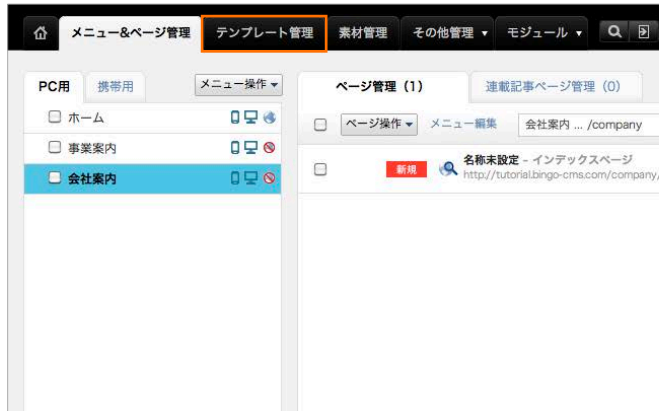 メニュー&ページ管理 テンプレート管理 素材管理 その他管理 ▼ モジュール ▼
PC用 携帯用 メニュー操作 ▼
ページ管理 (1) 連載記事ページ管理 (0)
ホーム
事業案内
会社案内
ページ操作 ▼ メニュー編集 会社案内 ... /company
新規 名称未設定 - インデックスページ
http://tutorial.bingo-cms.com/company/